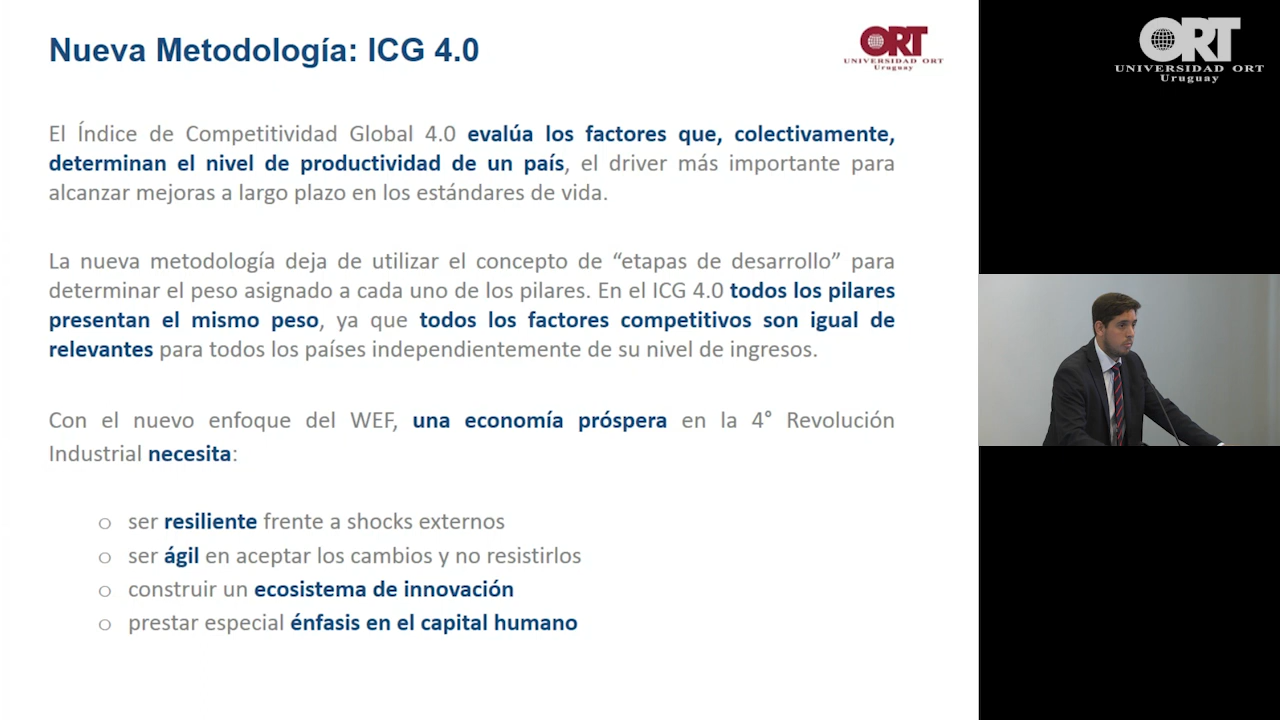 Nueva Metodología: ICG 4.0
ORT
UNIVERSIDAD ORT
Uruguay
ORT
UNIVERSIDAD ORT
Uruguay
El Índice de Competitividad Global 4.0 evalúa los factores que, colectivamente,
determinan el nivel de productividad de un país, el driver más importante para
alcanzar mejoras a largo plazo en los estándares de vida.
La nueva metodología deja de utilizar el concepto de “etapas de desarrollo” para
determinar el peso asignado a cada uno de los pilares. En el ICG 4.0 todos los pilares
presentan el mismo peso, ya que todos los factores competitivos son igual de
relevantes para todos los países independientemente de su nivel de ingresos.
Con el nuevo enfoque del WEF, una economía próspera en la 4° Revolución
Industrial necesita:
o ser resiliente frente a shocks externos
o ser ágil en aceptar los cambios y no resistirlos
o construir un ecosistema de innovación
o prestar especial énfasis en el capital humano